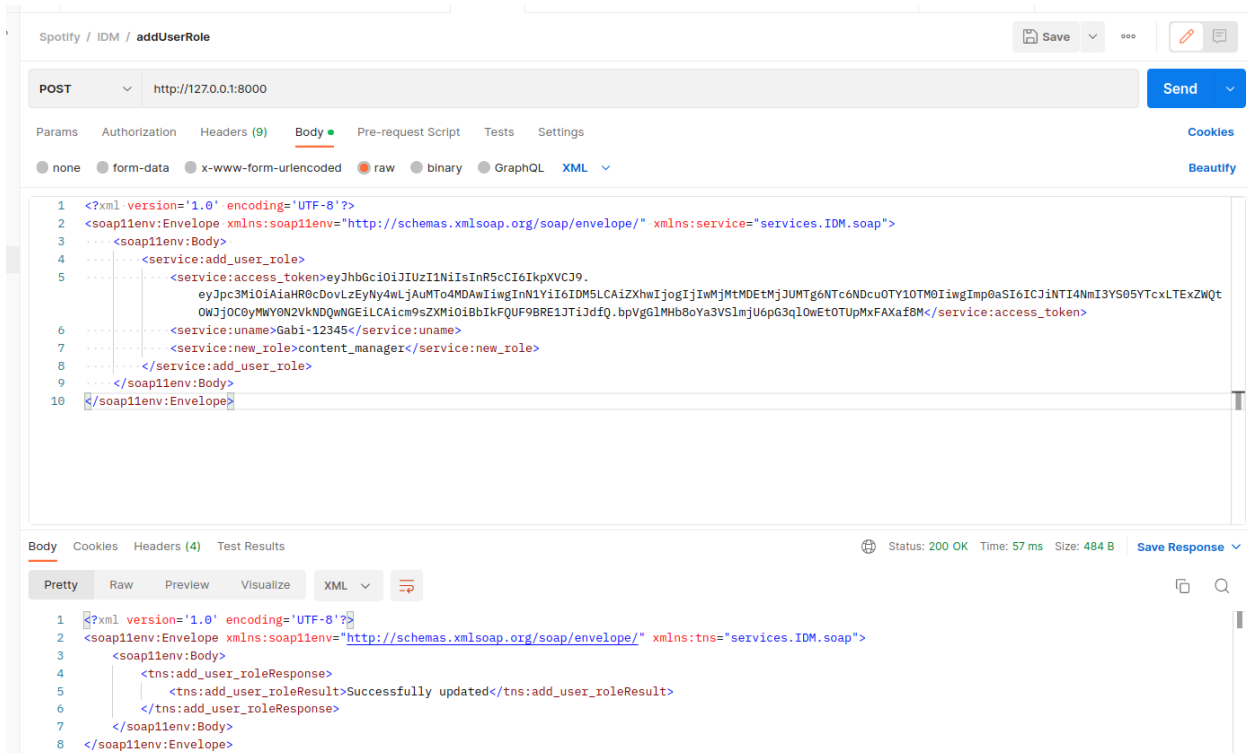 Spotify / IDM / addUserRole
Save
POST http://127.0.0.1:8000 Send
Params Authorization Headers (9) Body Pre-request Script Tests Settings Cookies
none form-data x-www-form-urlencoded raw binary GraphQL XML Beautify
1 <?xml version='1.0' encoding='UTF-8'?>
2 <soap11env:Envelope xmlns:soap11env="http://schemas.xmlsoap.org/soap/envelope/" xmlns:service="services.IDM.soap">
3 <soap11env:Body>
4 <service:add_user_role>
5 <service:access_token>eyJhbGciOiJIUzI1NiIsInR5cCI6IkpXVCJ9.
eyJpc3MiOiAiaHR0cDovLzEyNy4wLjAuMTo4MDAwIiwgInN1YiI6IDM5LCAiZXhwIjogIjIwMjMtMDEtMjJUMTg6NTc6NDcuOTY1OTM0IiwgImp0aSI6ICJiNTI4NmI3YS05YTcxLTExZWQt
OWJjOC0yMWY0N2VkNDQwNGEiLCAicm9sZXMiOiBbIkFQUF9BRE1JTiJdfQ.bpVgGlMHb8oYa3VSlmjU6pG3qlOwEtOTUpMxFAXaf8M</service:access_token>
6 <service:uname>Gabi-12345</service:uname>
7 <service:new_role>content_manager</service:new_role>
8 </service:add_user_role>
9 </soap11env:Body>
10 </soap11env:Envelope>
Body Cookies Headers (4) Test Results Status: 200 OK Time: 57 ms Size: 484 B Save Response
Pretty Raw Preview Visualize XML
1 <?xml version='1.0' encoding='UTF-8'?>
2 <soap11env:Envelope xmlns:soap11env="http://schemas.xmlsoap.org/soap/envelope/" xmlns:tns="services.IDM.soap">
3 <soap11env:Body>
4 <tns:add_user_roleResponse>
5 <tns:add_user_roleResult>Successfully updated</tns:add_user_roleResult>
6 </tns:add_user_roleResponse>
7 </soap11env:Body>
8 </soap11env:Envelope>